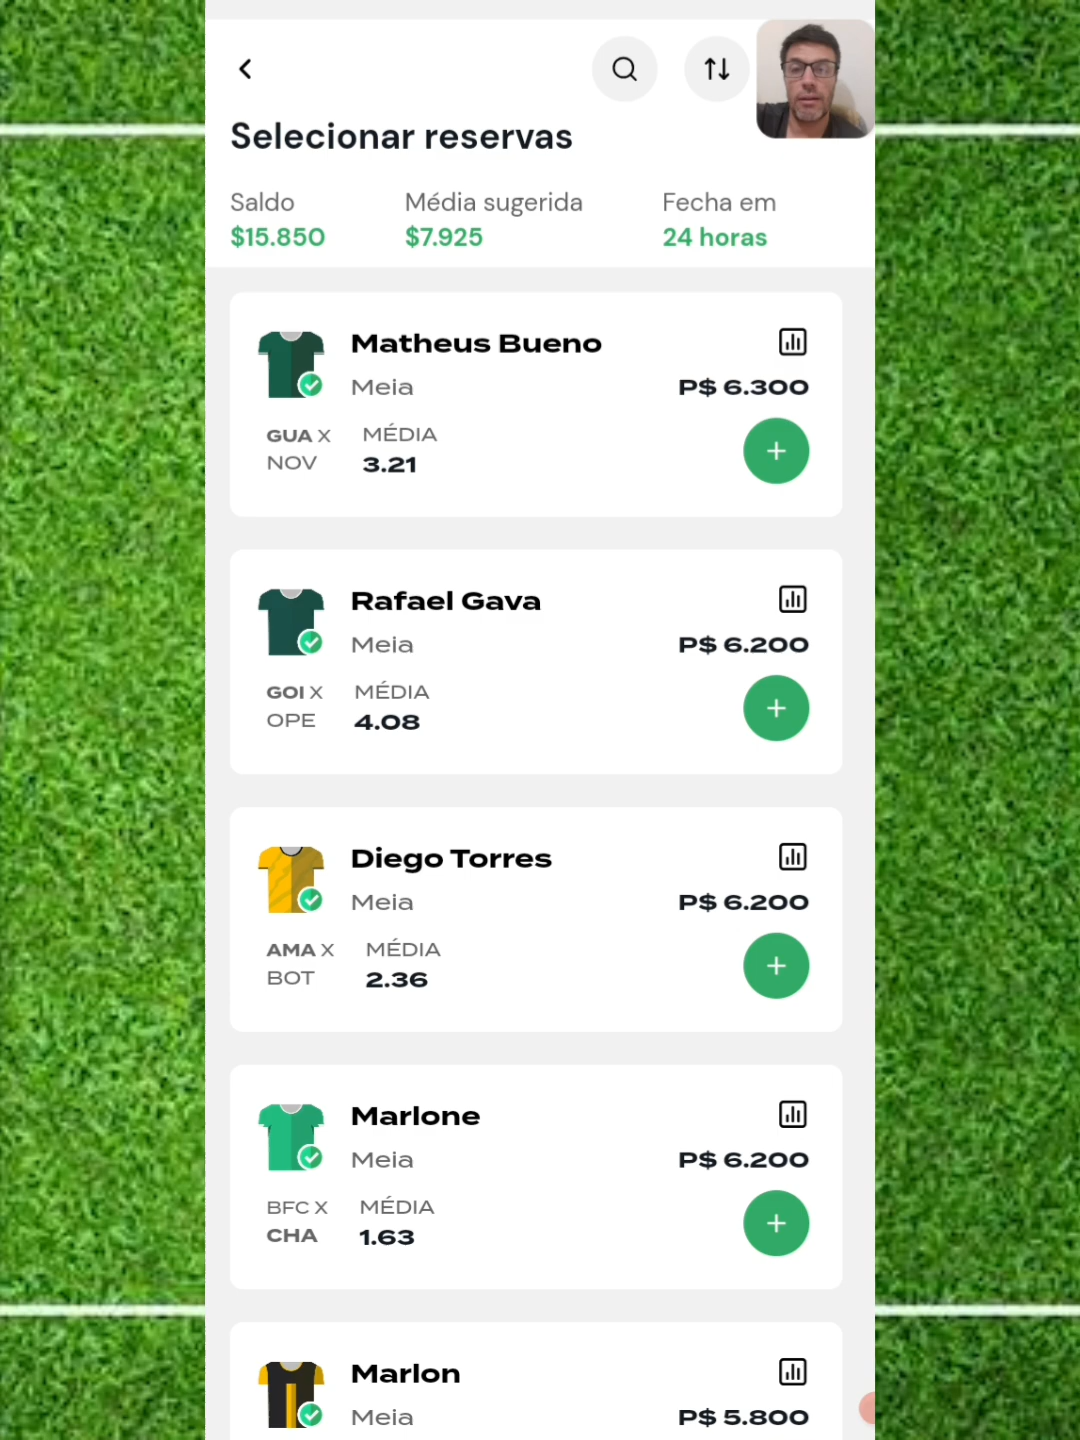 Selecionar reservas
Saldo
Média sugerida
Fecha em
$15.850
$7.925
24 horas
Matheus Bueno
Meia
P$ 6.300
GUA X
NOV
MÉDIA
3.21
Rafael Gava
Meia
P$ 6.200
GOI X
OPE
MÉDIA
4.08
Diego Torres
Meia
P$ 6.200
AMA X
BOT
MÉDIA
2.36
Marlone
Meia
P$ 6.200
BFC X
CHA
MÉDIA
1.63
Marlon
Meia
P$ 5.800